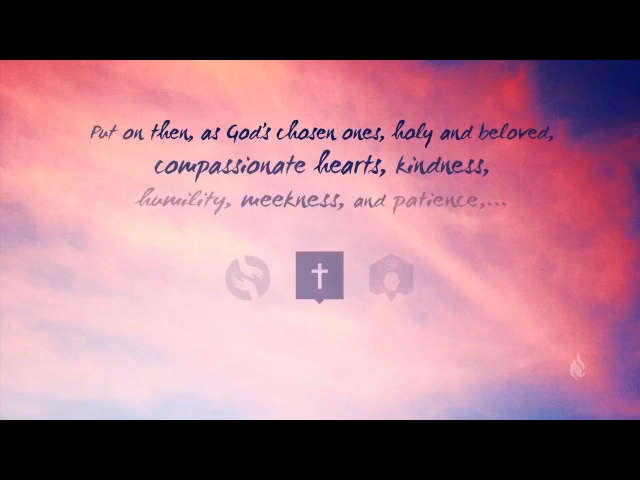 Put on then, as God's chosen ones, holy and beloved,
compassionate hearts, kindness,
humility, meekness, and patience,...